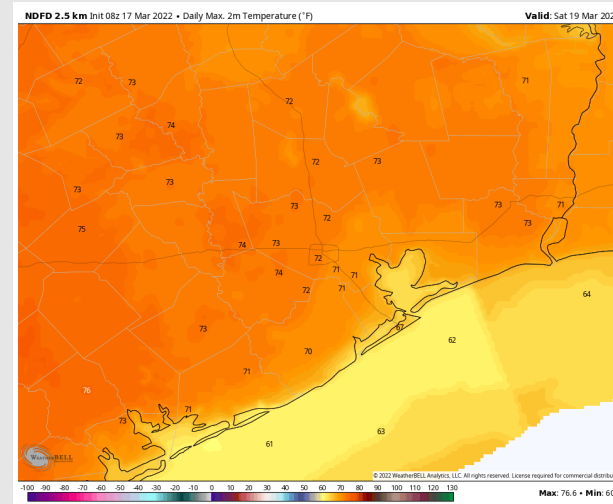 NDFD 2.5 km Init 08z 17 Mar 2022 • Daily Max. 2m Temperature (°F)
Valid: Sat 19 Mar 202
72 73 72 71
74
73
72 73
73 73
73 73 71
75 72 73
74 73
72
74 71 71
72 71 64
73 67
62
70
71
76
73 71
61 63
WeatherBELL
© 2022 WeatherBELL Analytics, LLC. All rights reserved. License required for commercial distribu
-100 -90 -80 -70 -60 -50 -40 -30 -20 -10 0 10 20 30 40 50 60 70 80 90 100 110 120 130
Max: 76.6 • Min: 60